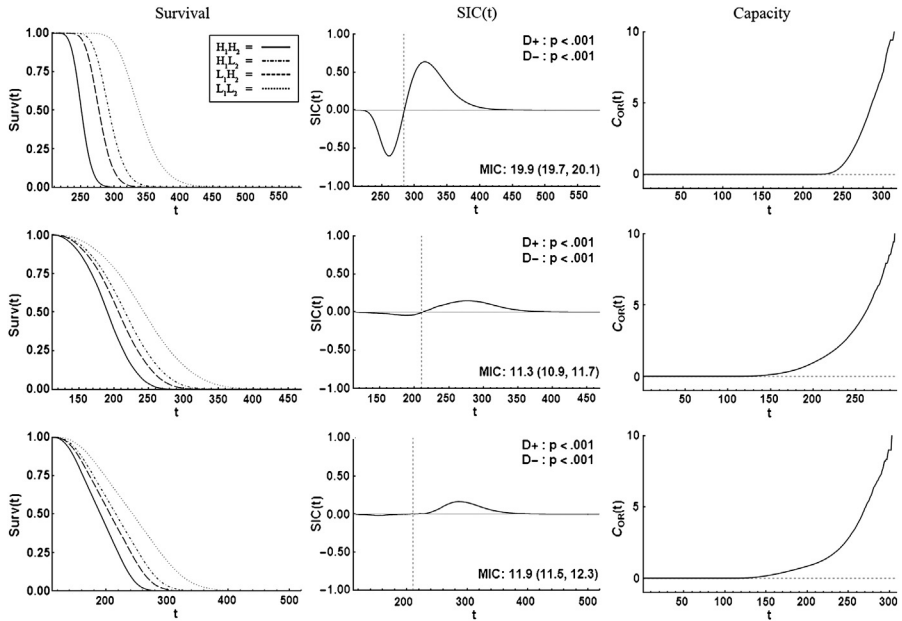 Survival
SIC(t)
Capacity
1.00
0.75
0.50
0.25
0.00
Surv(t)
250 350 450 550
t
H₁H₂ =
H₁L₂ =
L₁H₂ =
L₁L₂ =
1.00
0.50
0.00
−0.50
−1.00
SIC(t)
250 300 350 400 450 500 550
t
D+ : p < .001
D− : p < .001
MIC: 19.9 (19.7, 20.1)
10
5
0
C_OR(t)
50 100 150 200 250 300
t
1.00
0.75
0.50
0.25
0.00
Surv(t)
150 200 250 300 350 400 450
t
1.00
0.50
0.00
−0.50
−1.00
SIC(t)
150 200 250 300 350 400 450
t
D+ : p < .001
D− : p < .001
MIC: 11.3 (10.9, 11.7)
10
5
0
C_OR(t)
50 100 150 200 250
t
1.00
0.75
0.50
0.25
0.00
Surv(t)
200 300 400 500
t
1.00
0.50
0.00
−0.50
−1.00
SIC(t)
200 300 400 500
t
D+ : p < .001
D− : p < .001
MIC: 11.9 (11.5, 12.3)
10
5
0
C_OR(t)
50 100 150 200 250 300
t